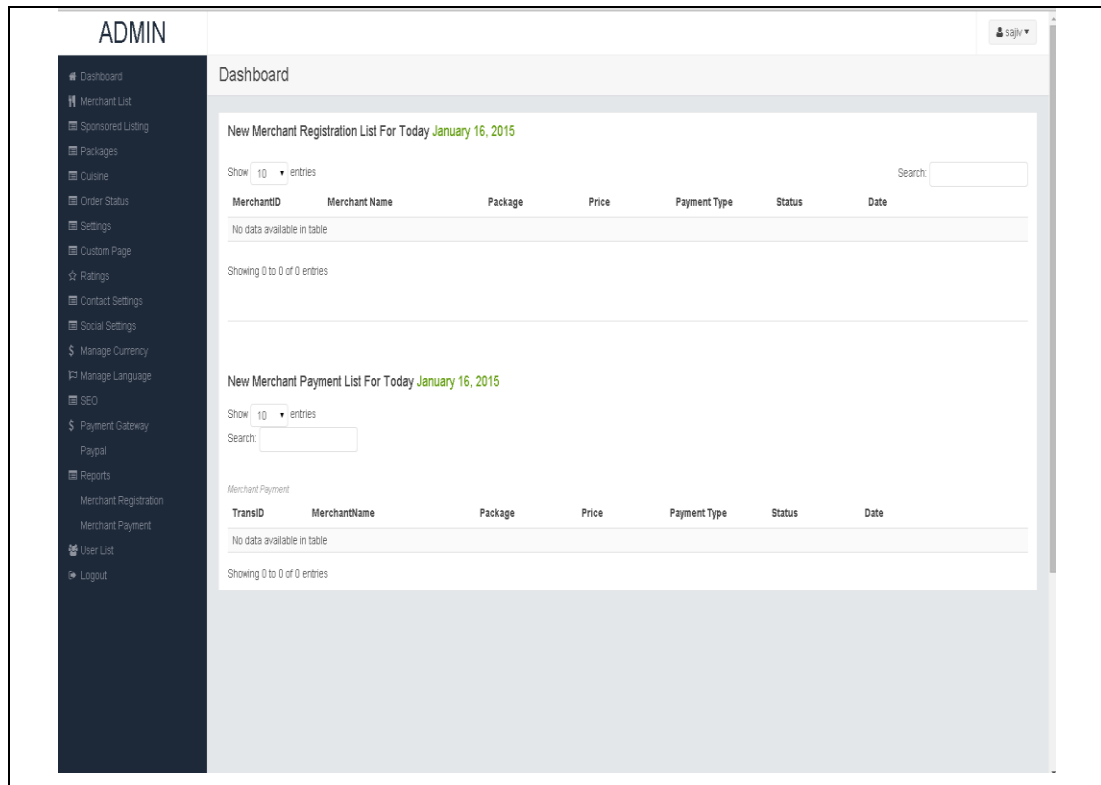 ADMIN
sajiv
Dashboard
Merchant List
Sponsored Listing
Packages
Cuisine
Order Status
Settings
Custom Page
Ratings
Contact Settings
Social Settings
Manage Currency
Manage Language
SEO
Payment Gateway
Paypal
Reports
Merchant Registration
Merchant Payment
User List
Logout
Dashboard
New Merchant Registration List For Today January 16, 2015
Show 10 entries Search:
MerchantID Merchant Name Package Price Payment Type Status Date
No data available in table
Showing 0 to 0 of 0 entries
New Merchant Payment List For Today January 16, 2015
Show 10 entries
Search:
Merchant Payment
TransID MerchantName Package Price Payment Type Status Date
No data available in table
Showing 0 to 0 of 0 entries